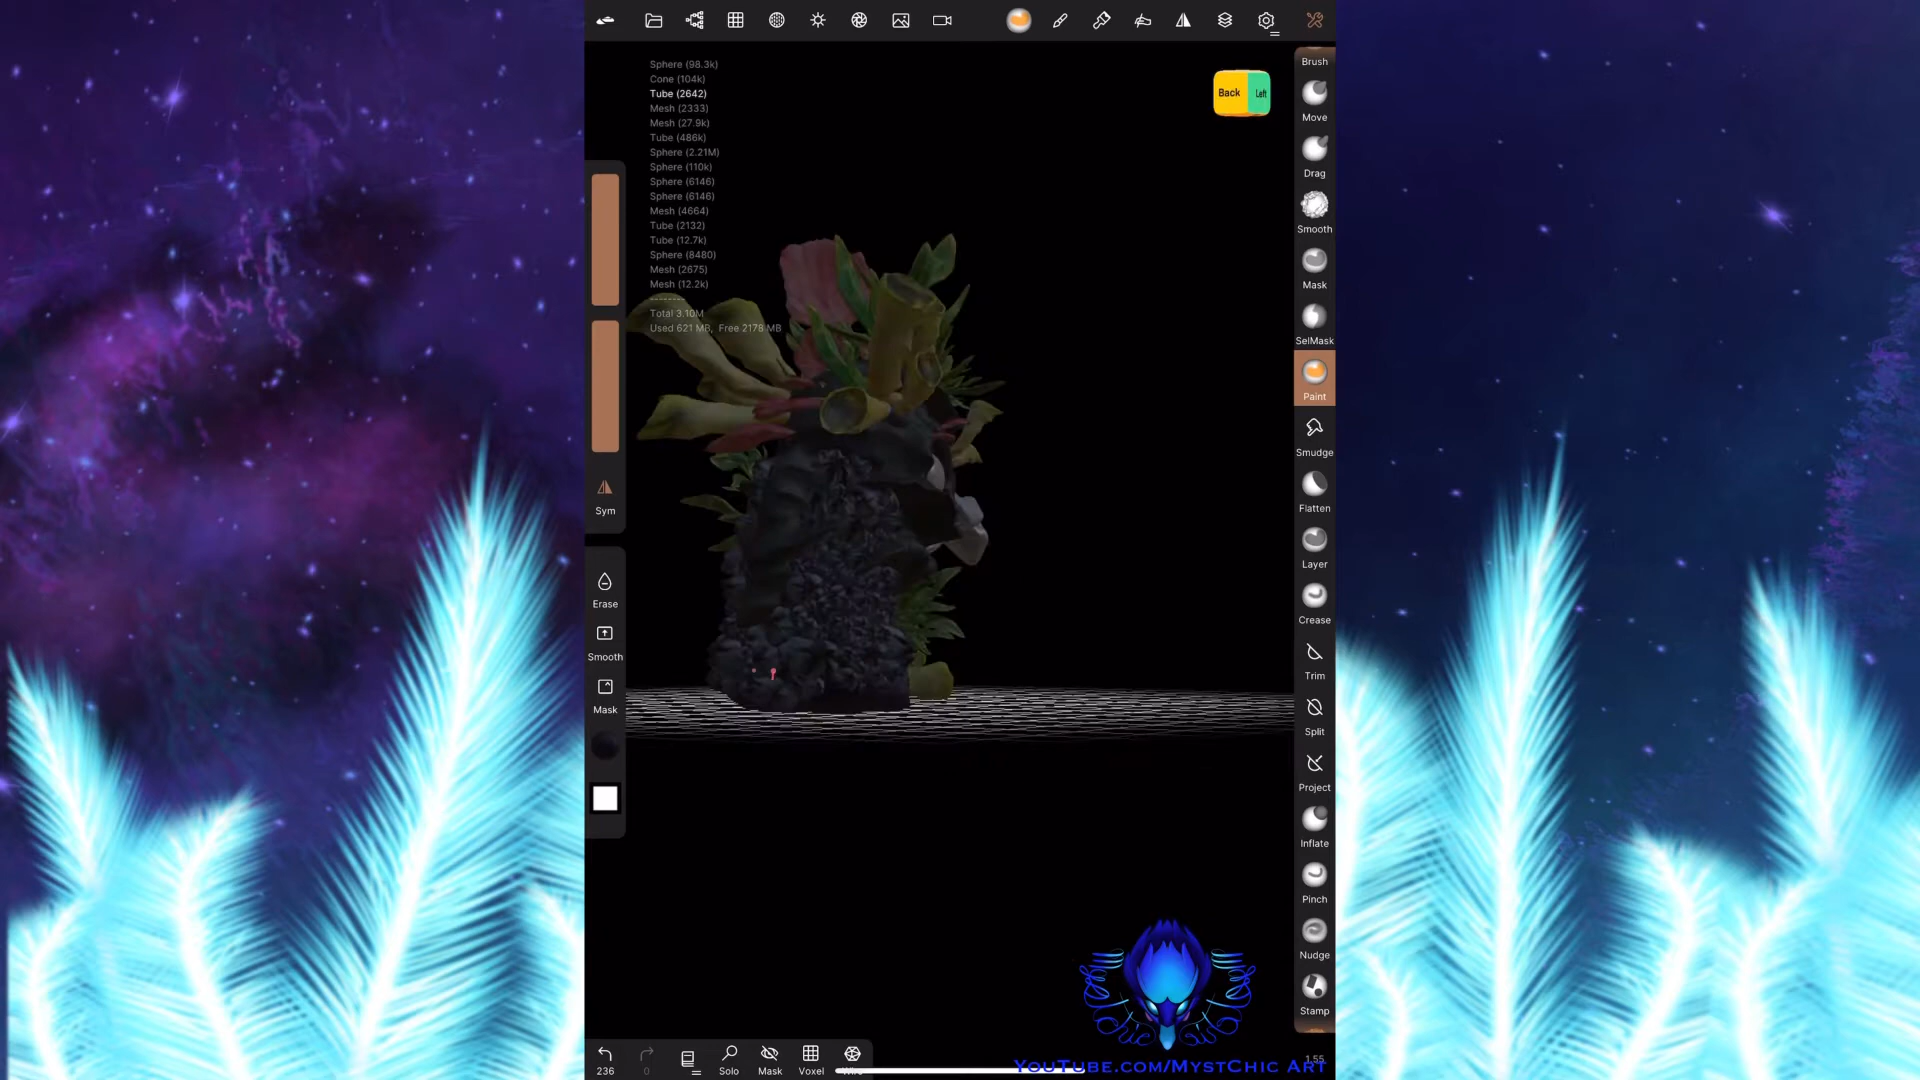 Sphere (98.3k)
Cone (104k)
Tube (2642)
Mesh (2333)
Mesh (27.9k)
Tube (486k)
Sphere (2.21M)
Sphere (110k)
Sphere (6146)
Sphere (6146)
Mesh (4664)
Tube (2132)
Tube (12.7k)
Sphere (8480)
Mesh (2675)
Mesh (12.2k)
--------
Total 3.10M
Used 621 MB, Free 2178 MB
Back
Left
Sym
Erase
Smooth
Mask
Brush
Move
Drag
Smooth
Mask
SelMask
Paint
Smudge
Flatten
Layer
Crease
Trim
Split
Project
Inflate
Pinch
Nudge
Stamp
1.55
236
0
Solo
Mask
Voxel
YouTube.com/MystChic Art